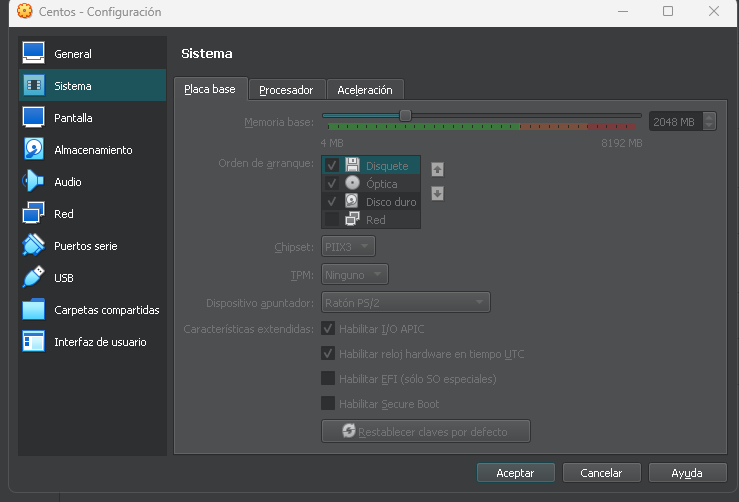 Centos - Configuración
General
Sistema
Pantalla
Almacenamiento
Audio
Red
Puertos serie
USB
Carpetas compartidas
Interfaz de usuario
Sistema
Placa base
Procesador
Aceleración
Memoria base:
2048 MB
4 MB
8192 MB
Orden de arranque:
Disquete
Óptica
Disco duro
Red
Chipset:
PIIX3
TPM:
Ninguno
Dispositivo apuntador:
Ratón PS/2
Características extendidas:
Habilitar I/O APIC
Habilitar reloj hardware en tiempo UTC
Habilitar EFI (sólo SO especiales)
Habilitar Secure Boot
Restablecer claves por defecto
Aceptar
Cancelar
Ayuda